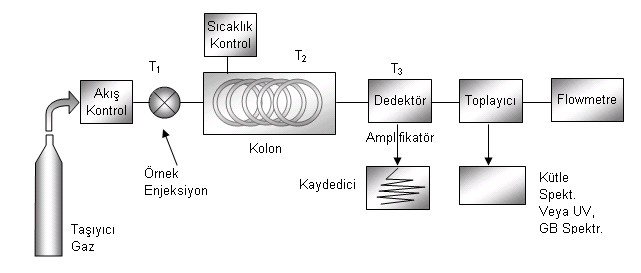 Sıcaklık
Kontrol
T1
T2
T3
Akış
Kontrol
Dedektör
Toplayıcı
Flowmetre
Amplifikatör
Kolon
Örnek
Enjeksiyon
Kaydedici
Kütle
Spekt.
Veya UV,
GB Spektr.
Taşıyıcı
Gaz